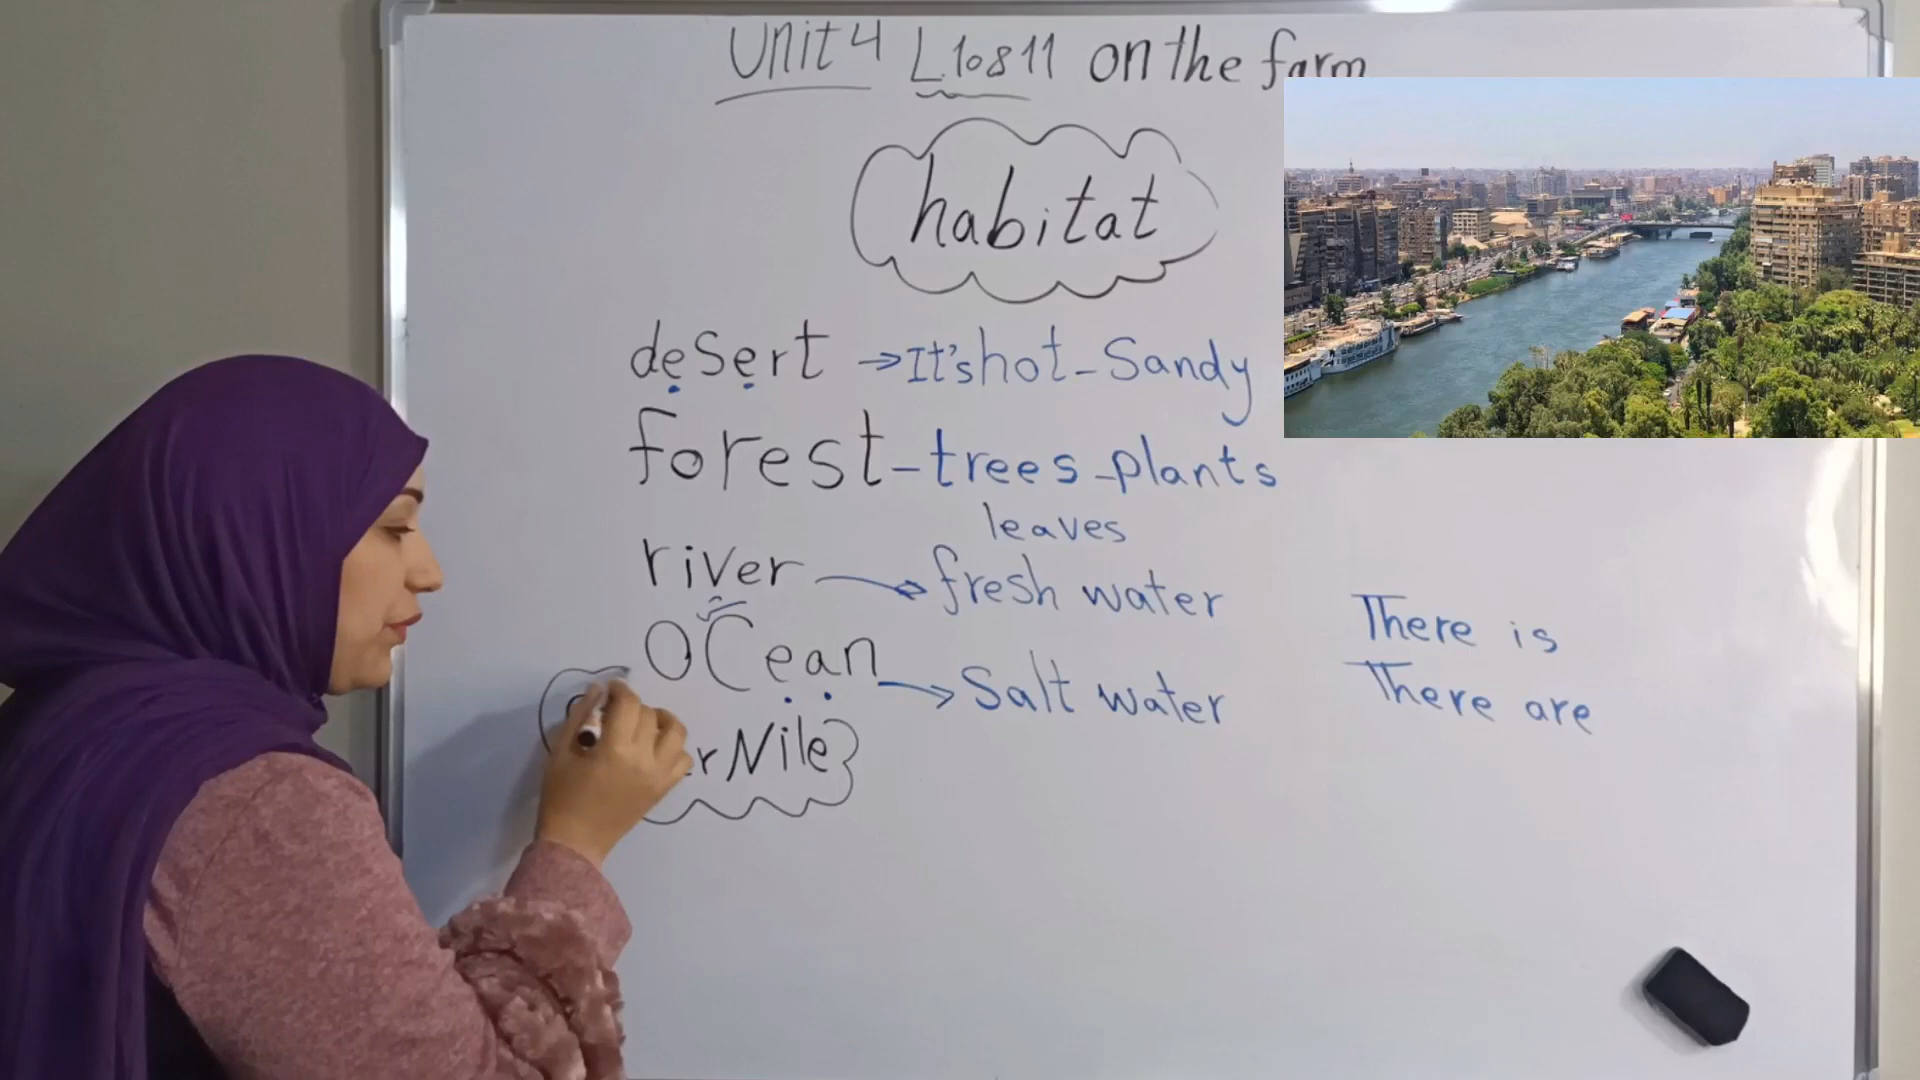 Unit 4 L.10&11 on the farm
habitat
desert → It's hot - Sandy
forest - trees - plants
leaves
river → fresh water
Ocean → Salt water
Nile
There is
There are